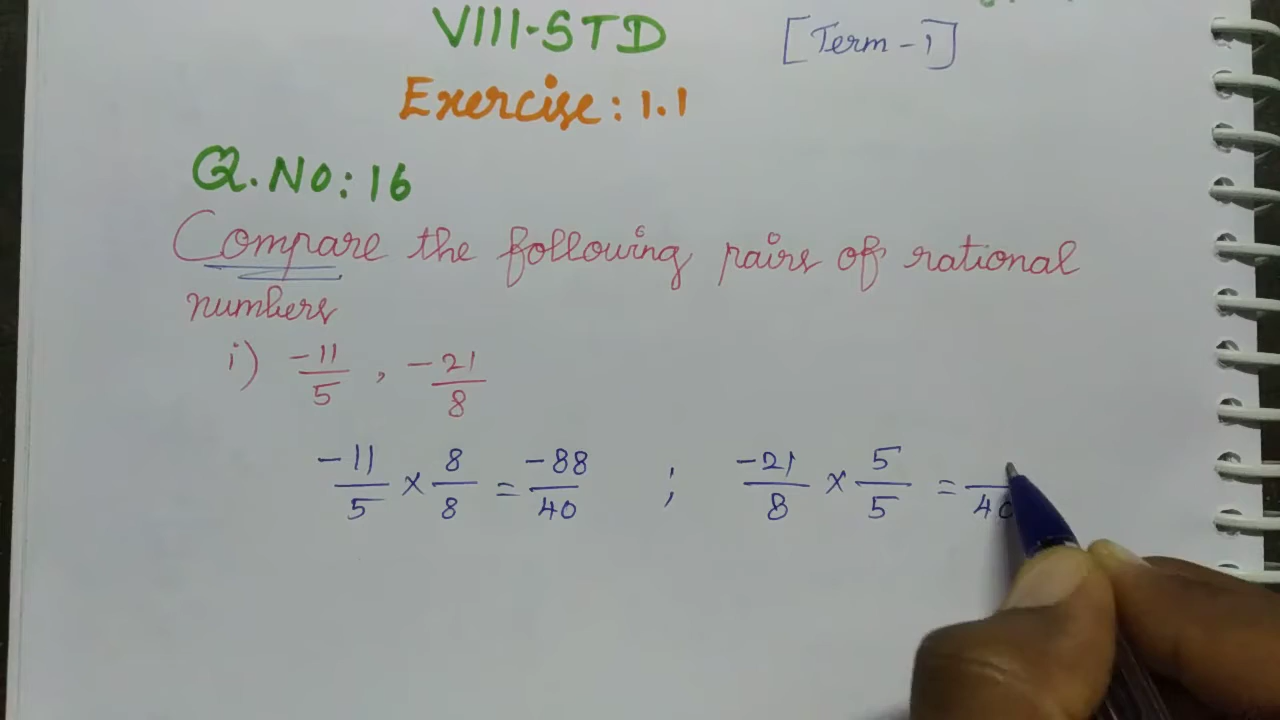 VIII-STD [Term-1]
Exercise: 1.1
Q.No: 16
Compare the following pairs of rational
numbers
i) -11/5 , -21/8
-11/5 × 8/8 = -88/40 ; -21/8 × 5/5 = /40